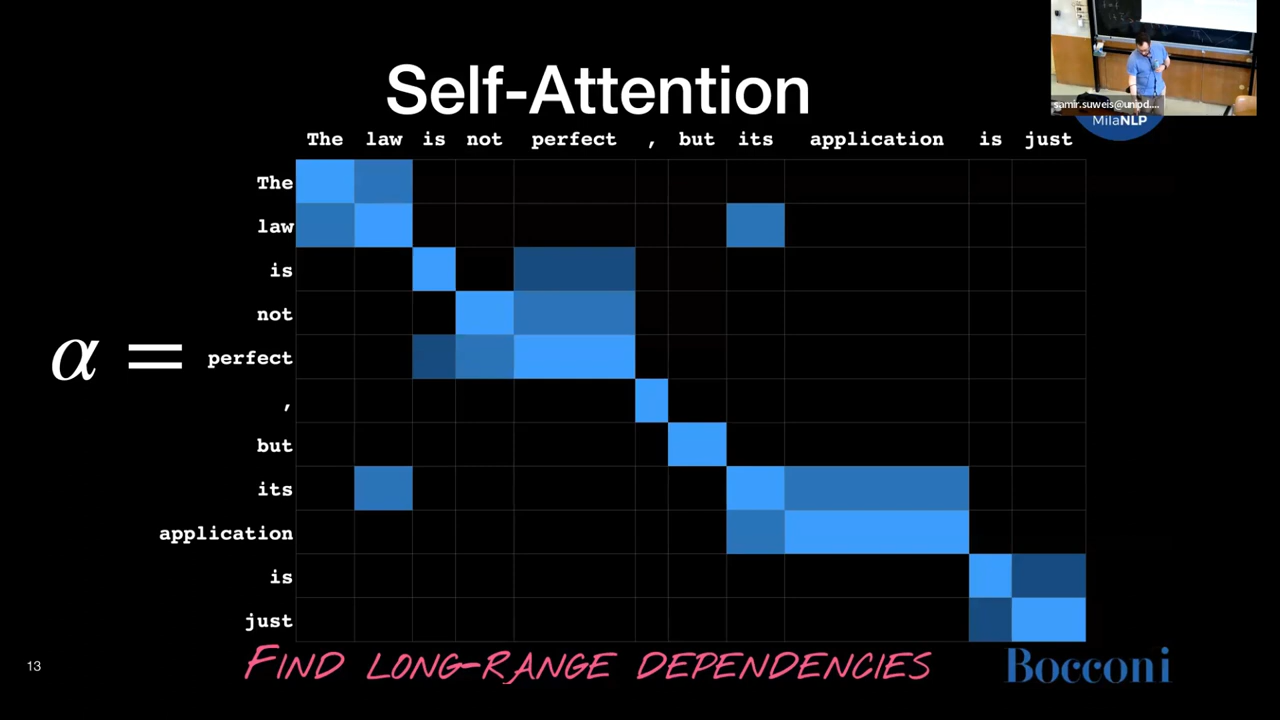 Self-Attention
samir.suweis@unipd....
MilaNLP
The law is not perfect , but its application is just
The
law
is
not
α = perfect
,
but
its
application
is
just
13
FIND LONG-RANGE DEPENDENCIES
Bocconi